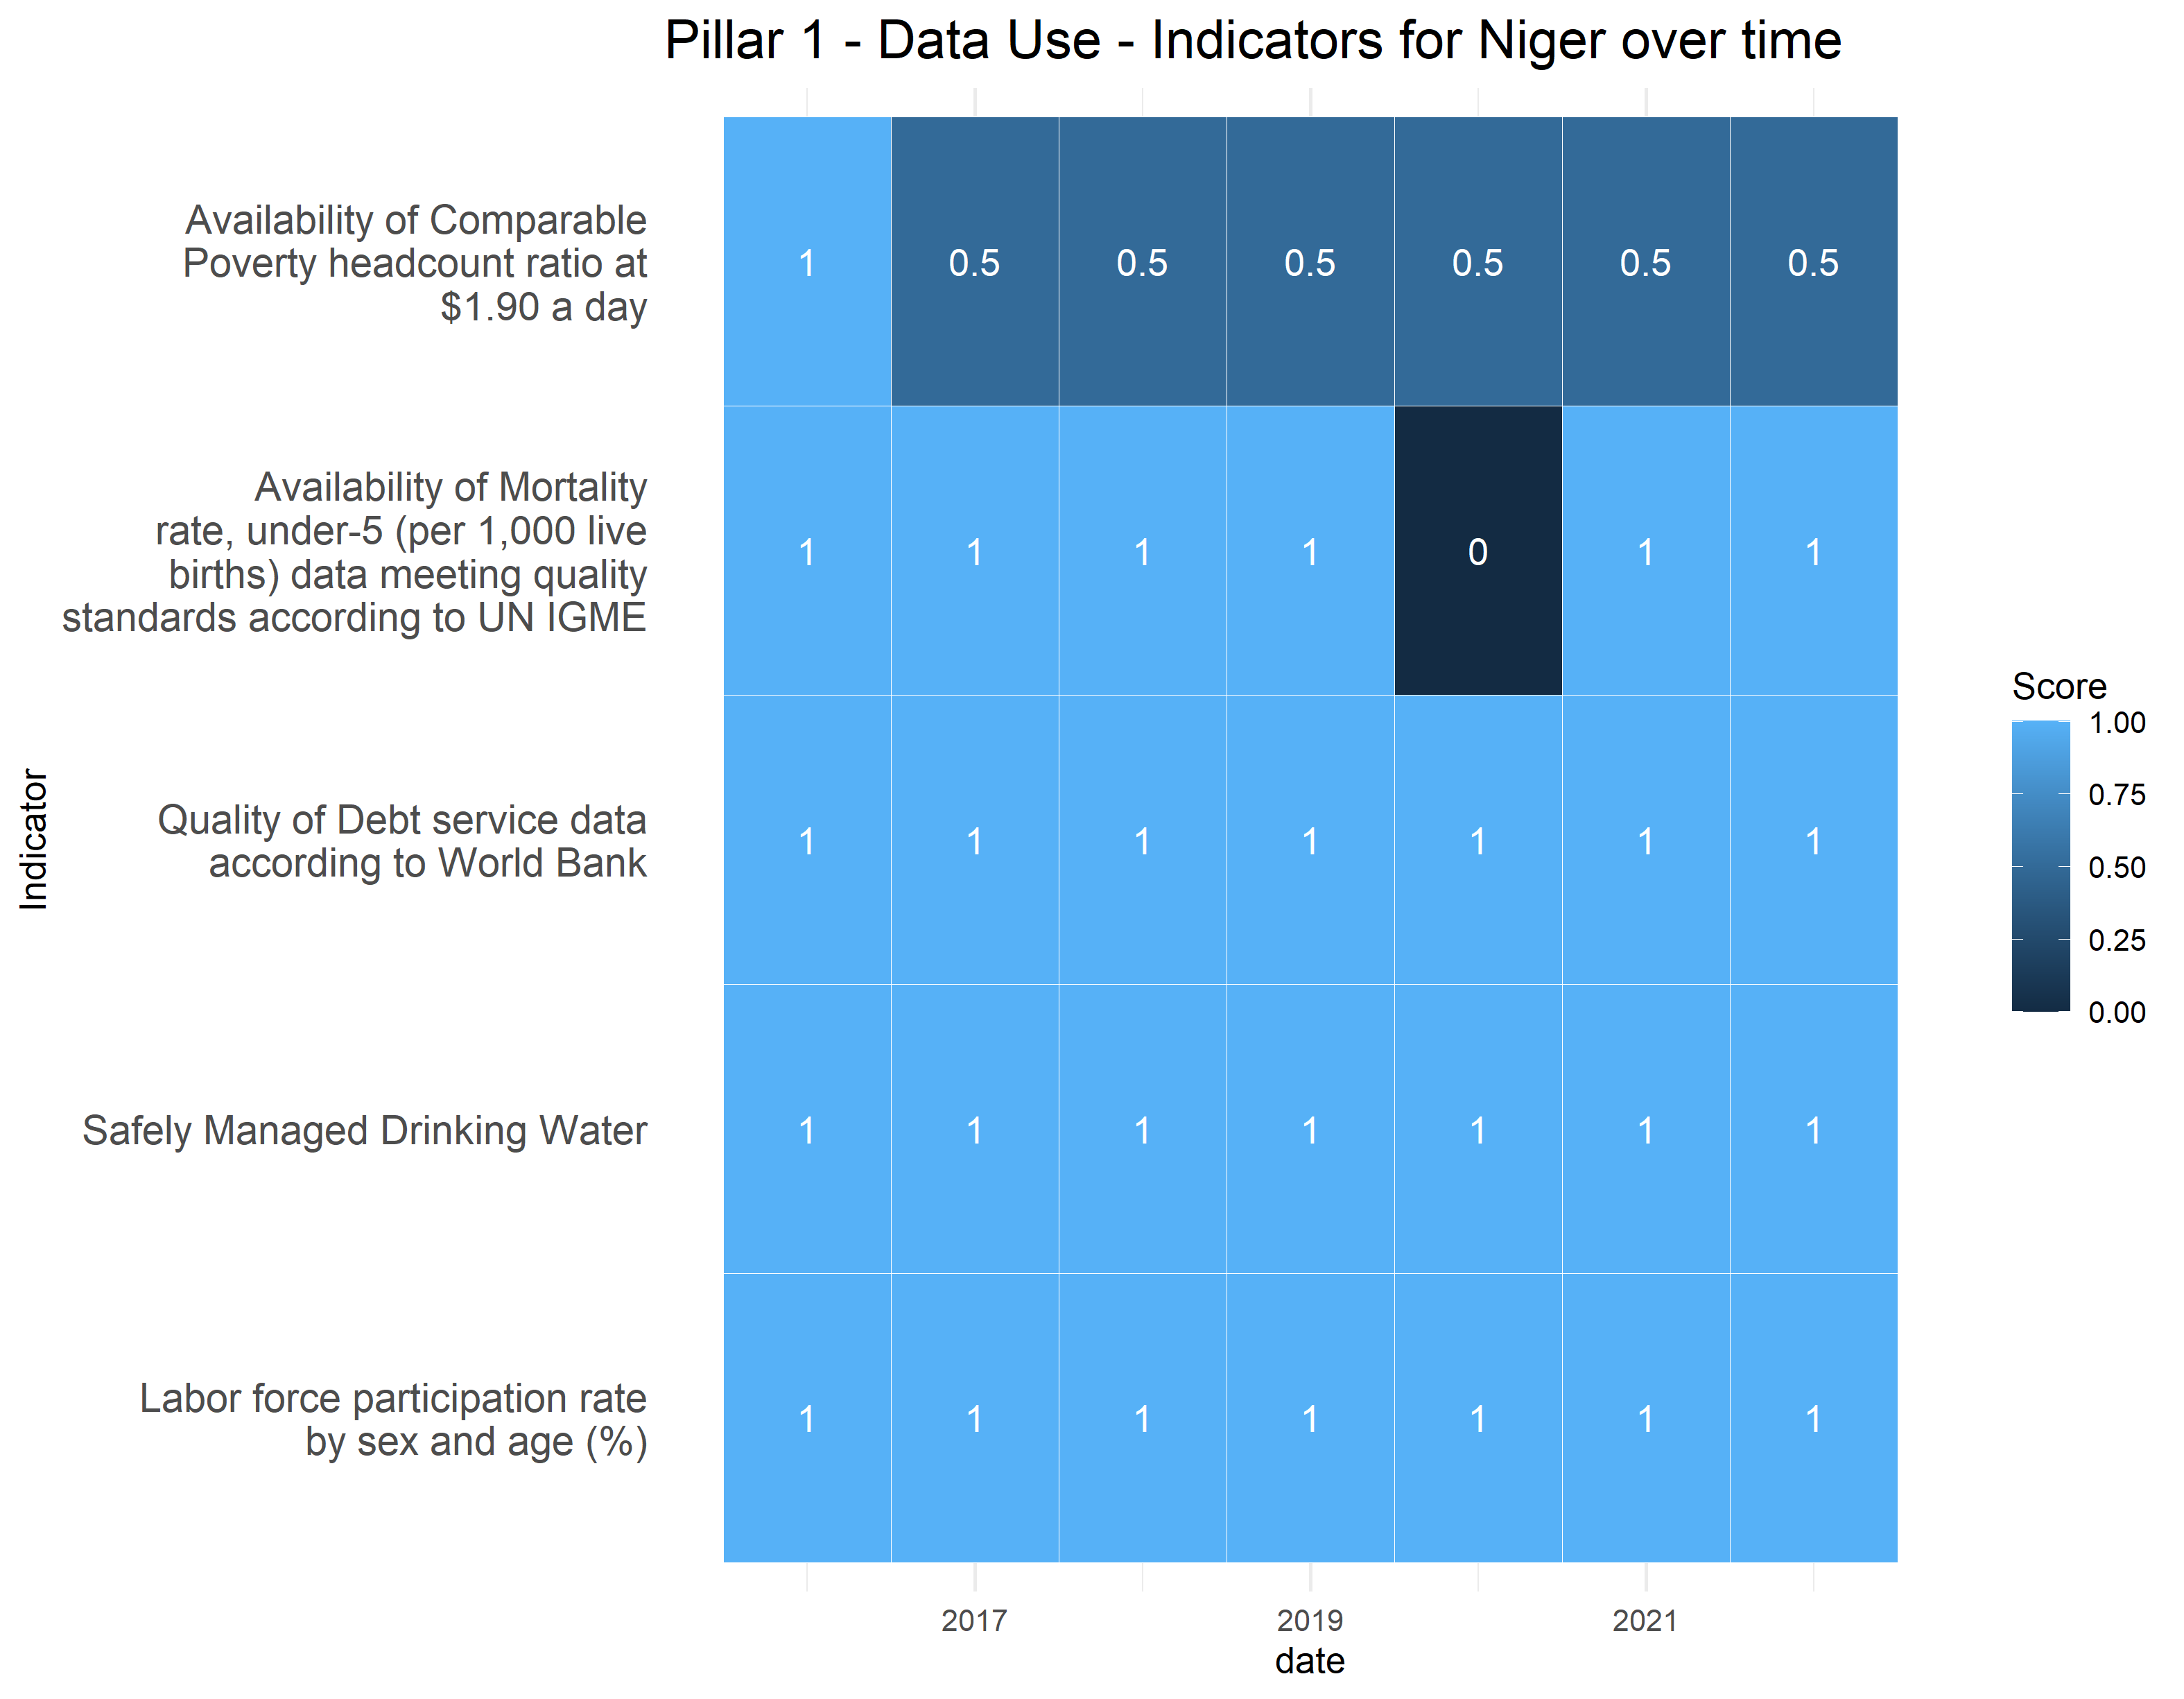 Pillar 1 - Data Use - Indicators for Niger over time
Availability of Comparable
Poverty headcount ratio at
$1.90 a day
1 0.5 0.5 0.5 0.5 0.5 0.5
Availability of Mortality
rate, under-5 (per 1,000 live
births) data meeting quality
standards according to UN IGME
1 1 1 1 0 1 1
Quality of Debt service data
according to World Bank
1 1 1 1 1 1 1
Safely Managed Drinking Water
1 1 1 1 1 1 1
Labor force participation rate
by sex and age (%)
1 1 1 1 1 1 1
Indicator
2017 2019 2021
date
Score
1.00
0.75
0.50
0.25
0.00